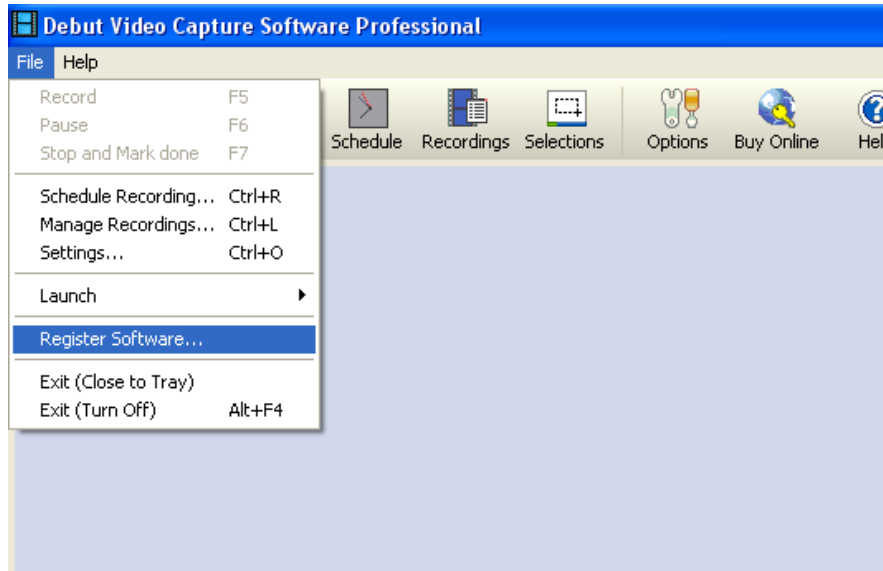 Debut Video Capture Software Professional
File Help
Record F5
Pause F6
Stop and Mark done F7
Schedule Recording... Ctrl+R
Manage Recordings... Ctrl+L
Settings... Ctrl+O
Launch
Register Software...
Exit (Close to Tray)
Exit (Turn Off) Alt+F4
Schedule Recordings Selections Options Buy Online